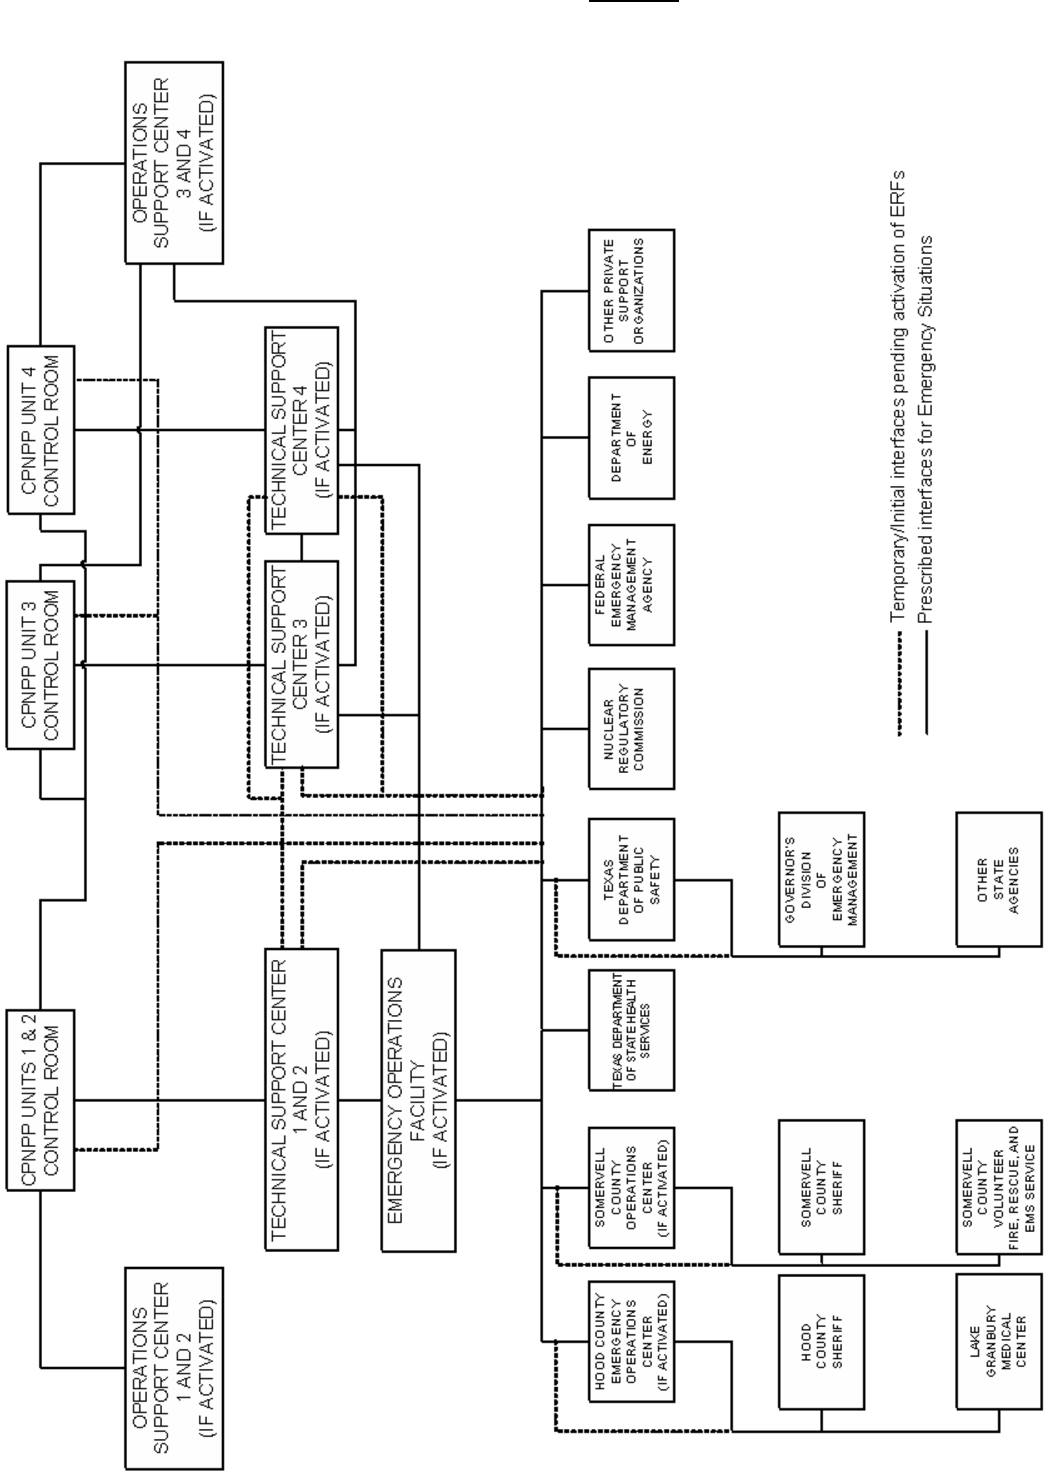 CPNPP UNITS 1 & 2
CONTROL ROOM
CPNPP UNIT 3
CONTROL ROOM
CPNPP UNIT 4
CONTROL ROOM
OPERATIONS
SUPPORT CENTER
1 AND 2
(IF ACTIVATED)
OPERATIONS
SUPPORT CENTER
3 AND 4
(IF ACTIVATED)
TECHNICAL SUPPORT CENTER
1 AND 2
(IF ACTIVATED)
TECHNICAL SUPPORT
CENTER 3
(IF ACTIVATED)
TECHNICAL SUPPORT
CENTER 4
(IF ACTIVATED)
EMERGENCY OPERATIONS
FACILITY
(IF ACTIVATED)
HOOD COUNTY
EMERGENCY
OPERATIONS
CENTER
(IF ACTIVATED)
SOMERVELL
COUNTY
OPERATIONS
CENTER
(IF ACTIVATED)
TEXAS DEPARTMENT
OF STATE HEALTH
SERVICES
TEXAS
DEPARTMENT
OF PUBLIC
SAFETY
NUCLEAR
REGULATORY
COMMISSION
FEDERAL
EMERGENCY
MANAGEMENT
AGENCY
DEPARTMENT
OF
ENERGY
OTHER PRIVATE
SUPPORT
ORGANIZATIONS
HOOD
COUNTY
SHERIFF
SOMERVELL
COUNTY
SHERIFF
GOVERNOR'S
DIVISION
OF
EMERGENCY
MANAGEMENT
LAKE
GRANBURY
MEDICAL
CENTER
SOMERVELL
COUNTY
VOLUNTEER
FIRE, RESCUE, AND
EMS SERVICE
OTHER
STATE
AGENCIES
Temporary/Initial interfaces pending activation of ERFs
Prescribed interfaces for Emergency Situations